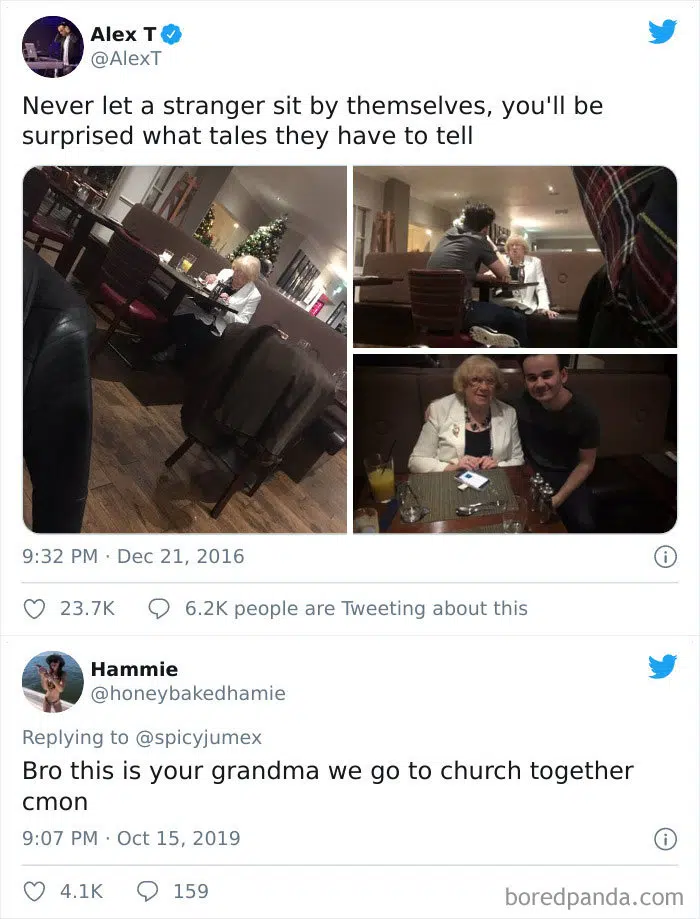 Alex T
@AlexT
Never let a stranger sit by themselves, you'll be
surprised what tales they have to tell
9:32 PM · Dec 21, 2016
23.7K 6.2K people are Tweeting about this
Hammie
@honeybakedhamie
Replying to @spicyjumex
Bro this is your grandma we go to church together
cmon
9:07 PM · Oct 15, 2019
4.1K 159
boredpanda.com